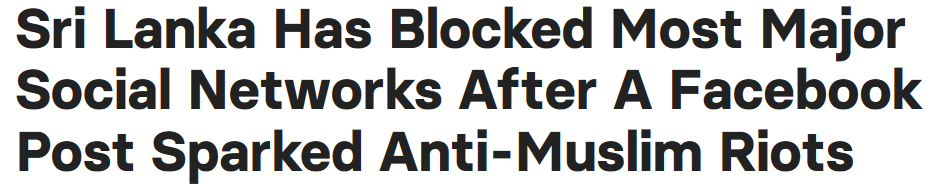 Sri Lanka Has Blocked Most Major
Social Networks After A Facebook
Post Sparked Anti-Muslim Riots